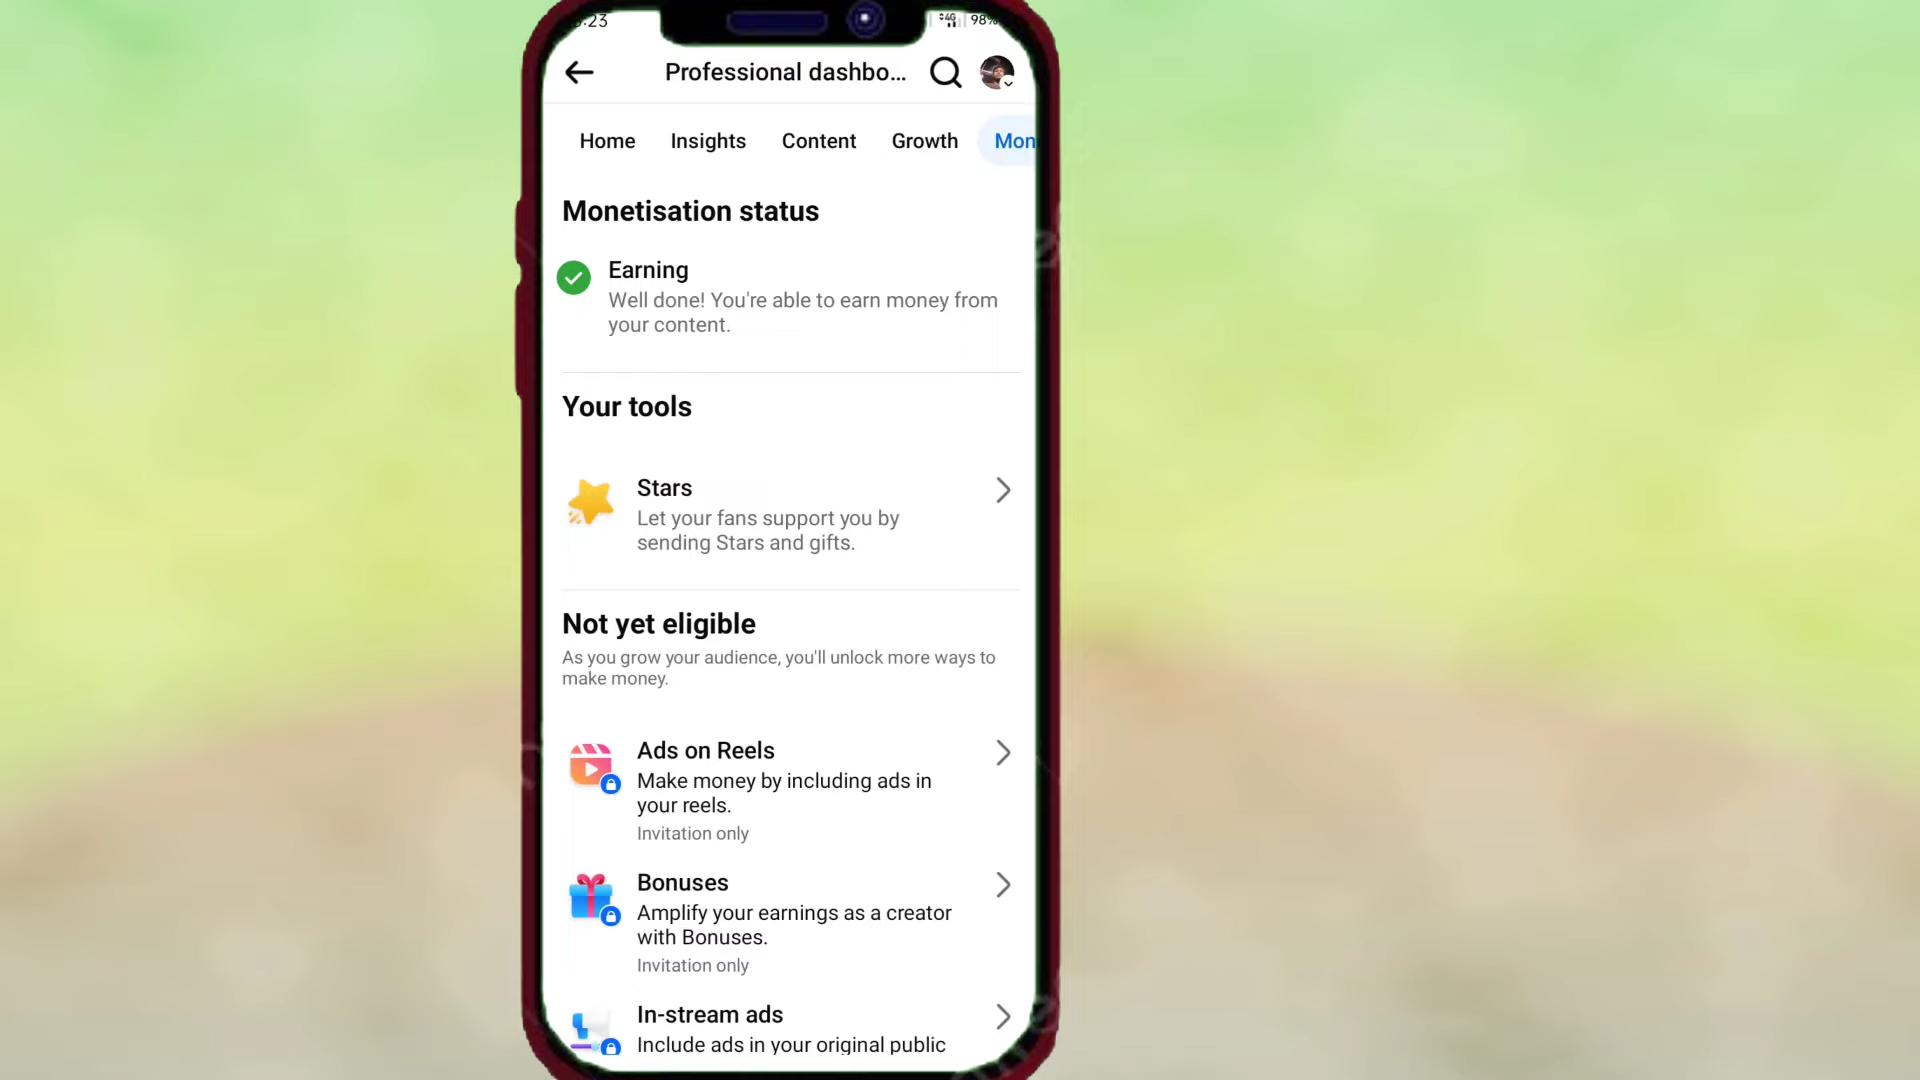 :23
4G
98%
Professional dashbo...
Home Insights Content Growth Mon
Monetisation status
Earning
Well done! You're able to earn money from
your content.
Your tools
Stars
Let your fans support you by
sending Stars and gifts.
Not yet eligible
As you grow your audience, you'll unlock more ways to
make money.
Ads on Reels
Make money by including ads in
your reels.
Invitation only
Bonuses
Amplify your earnings as a creator
with Bonuses.
Invitation only
In-stream ads
Include ads in your original public